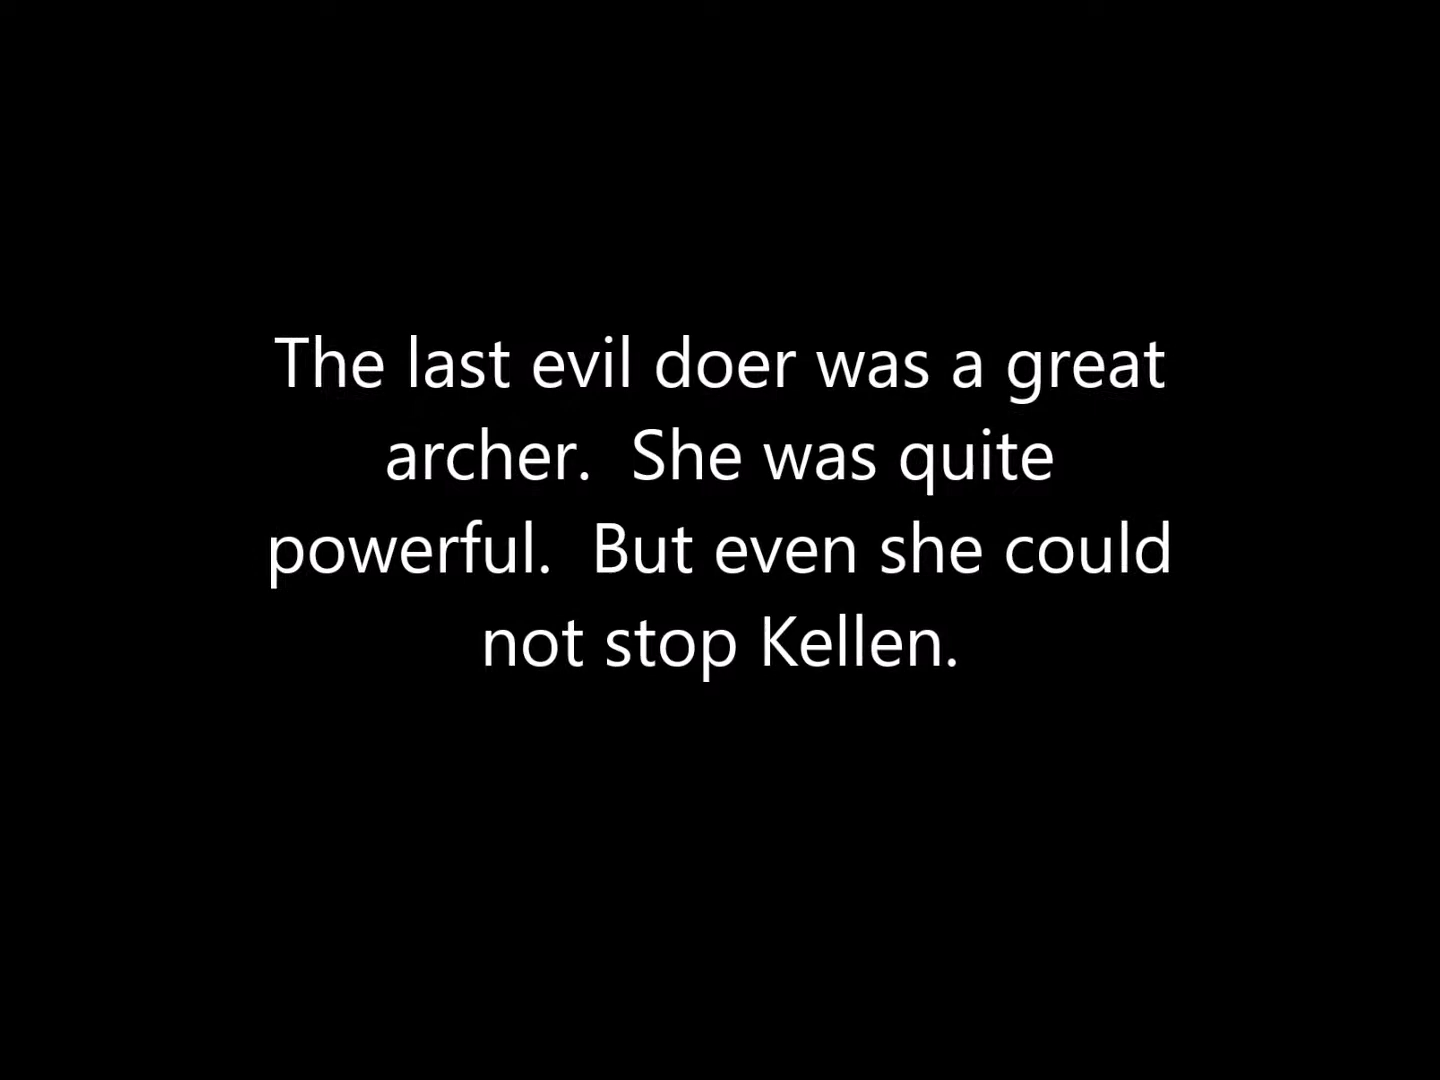 The last evil doer was a great
archer.  She was quite
powerful.  But even she could
not stop Kellen.